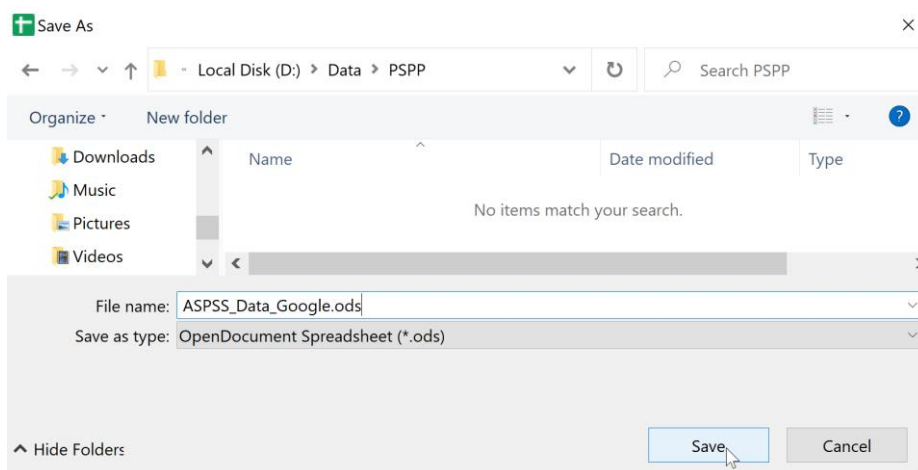 Save As
Local Disk (D:) > Data > PSPP
Search PSPP
Organize
New folder
?
Downloads
Music
Pictures
Videos
Name
Date modified
Type
No items match your search.
File name: ASPSS_Data_Google.ods
Save as type: OpenDocument Spreadsheet (*.ods)
Hide Folders
Save
Cancel